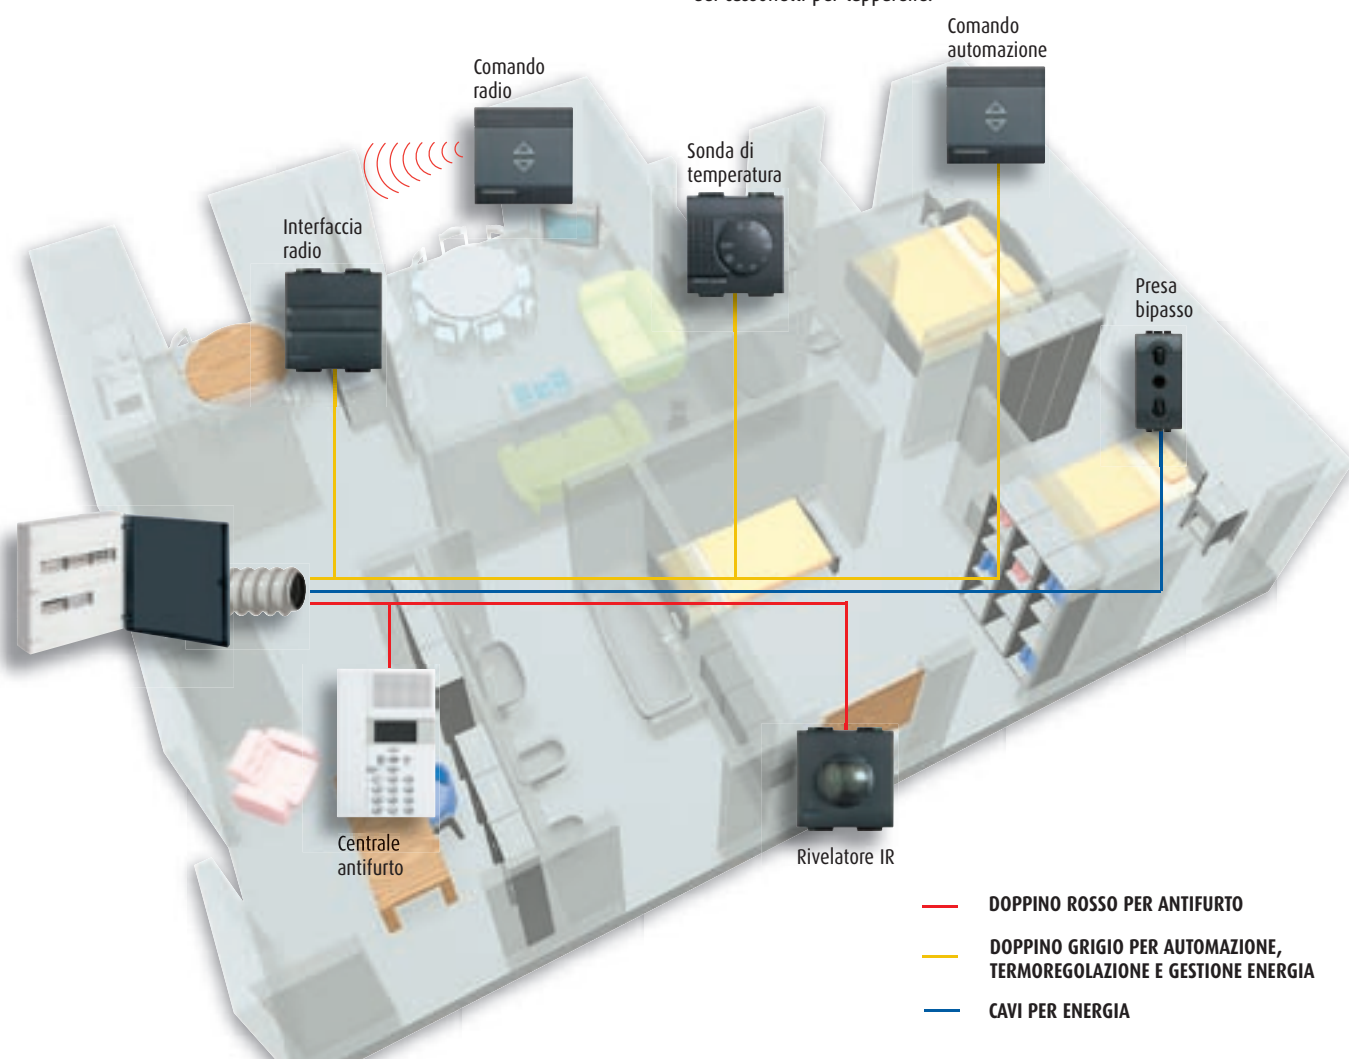 Comando
automazione
Comando
radio
Sonda di
temperatura
Interfaccia
radio
Presa
bipasso
Centrale
antifurto
Rivelatore IR
DOPPINO ROSSO PER ANTIFURTO
DOPPINO GRIGIO PER AUTOMAZIONE,
TERMOREGOLAZIONE E GESTIONE ENERGIA
CAVI PER ENERGIA